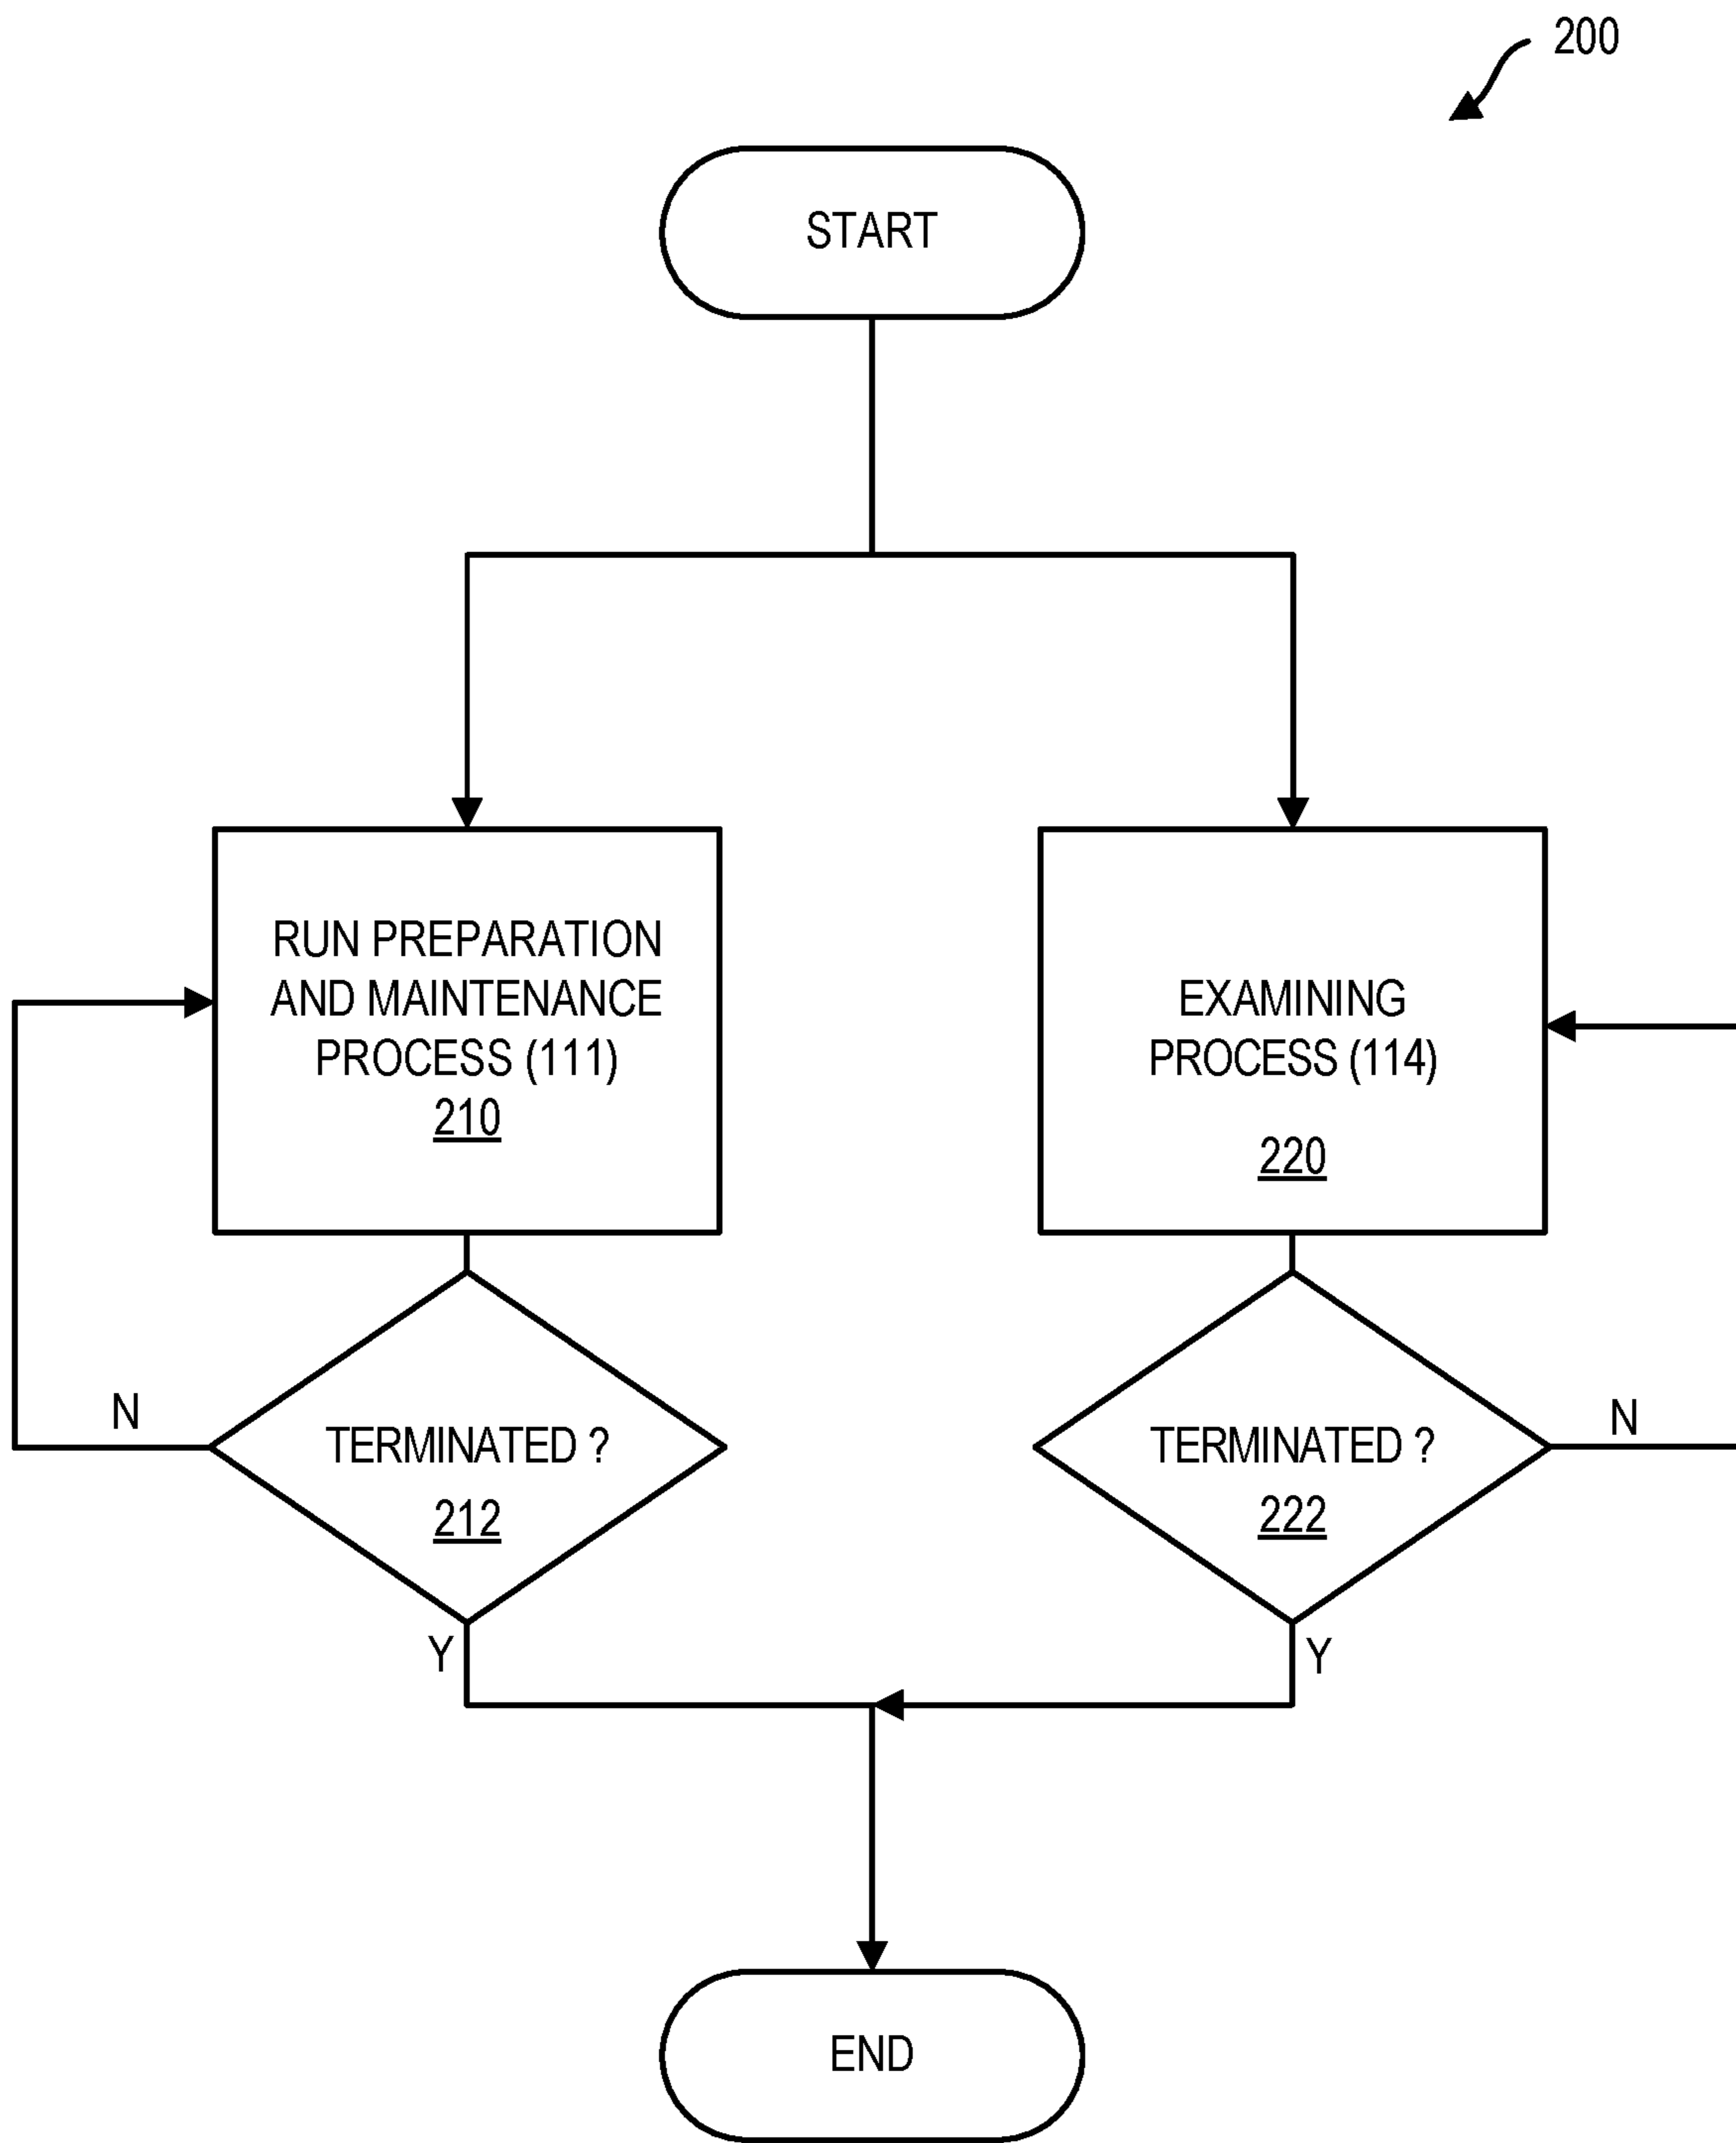 200
START
RUN PREPARATION
AND MAINTENANCE
PROCESS (111)
210
EXAMINING
PROCESS (114)
220
N
TERMINATED ?
212
Y
TERMINATED ?
222
N
Y
END